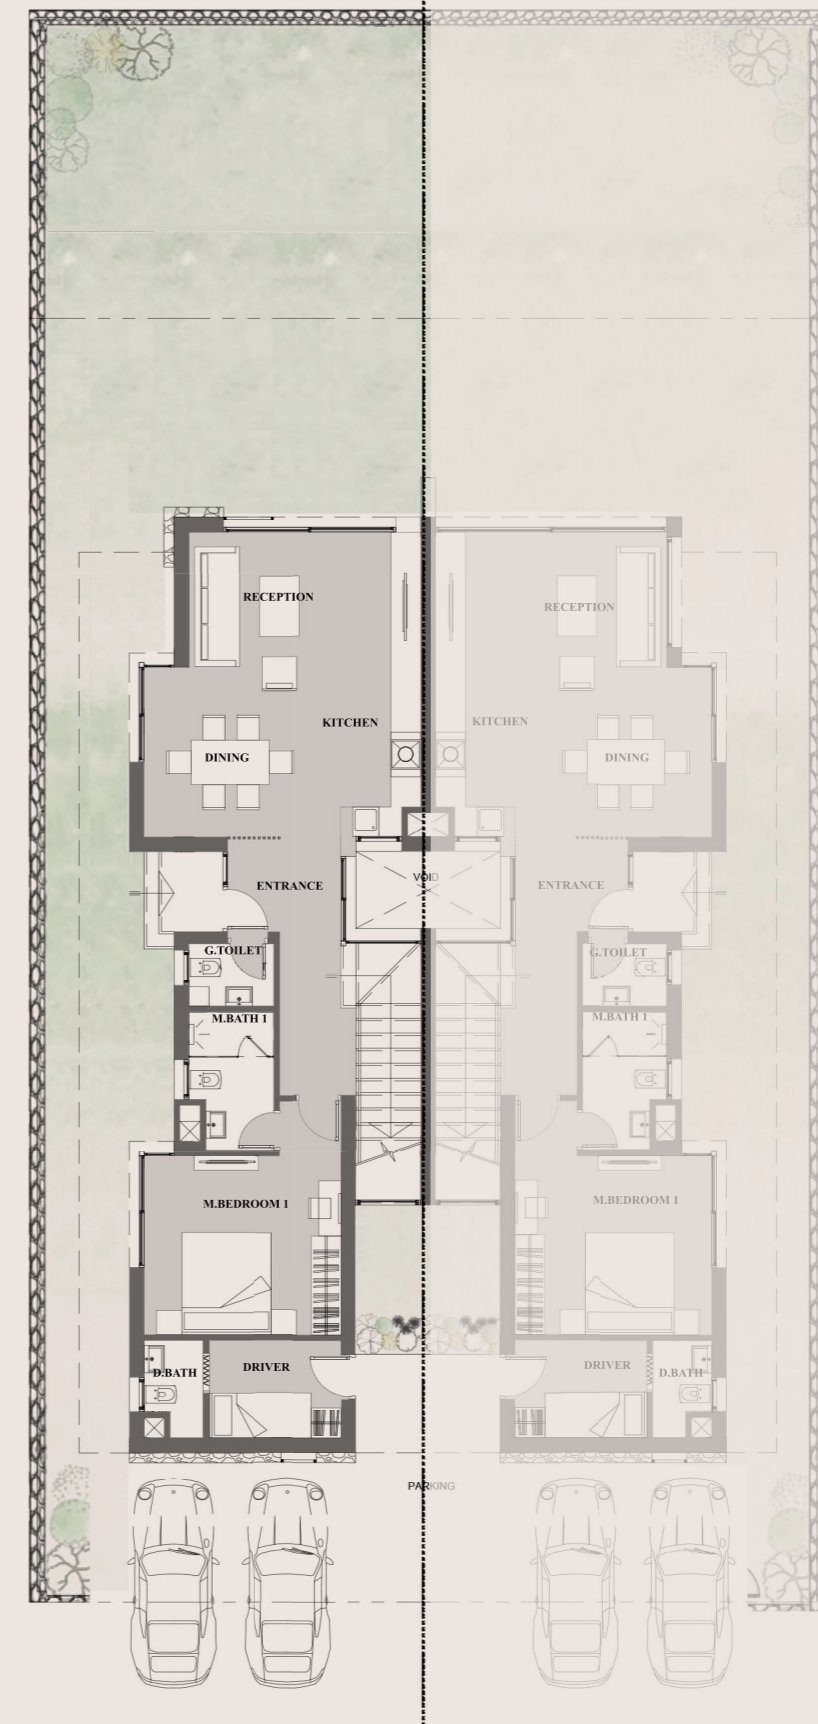 RECEPTION
RECEPTION
KITCHEN
KITCHEN
DINING
DINING
VOID
ENTRANCE
ENTRANCE
G.TOILET
G.TOILET
M.BATH 1
M.BATH 1
M.BEDROOM 1
M.BEDROOM 1
DRIVER
DRIVER
D.BATH
D.BATH
PARKING